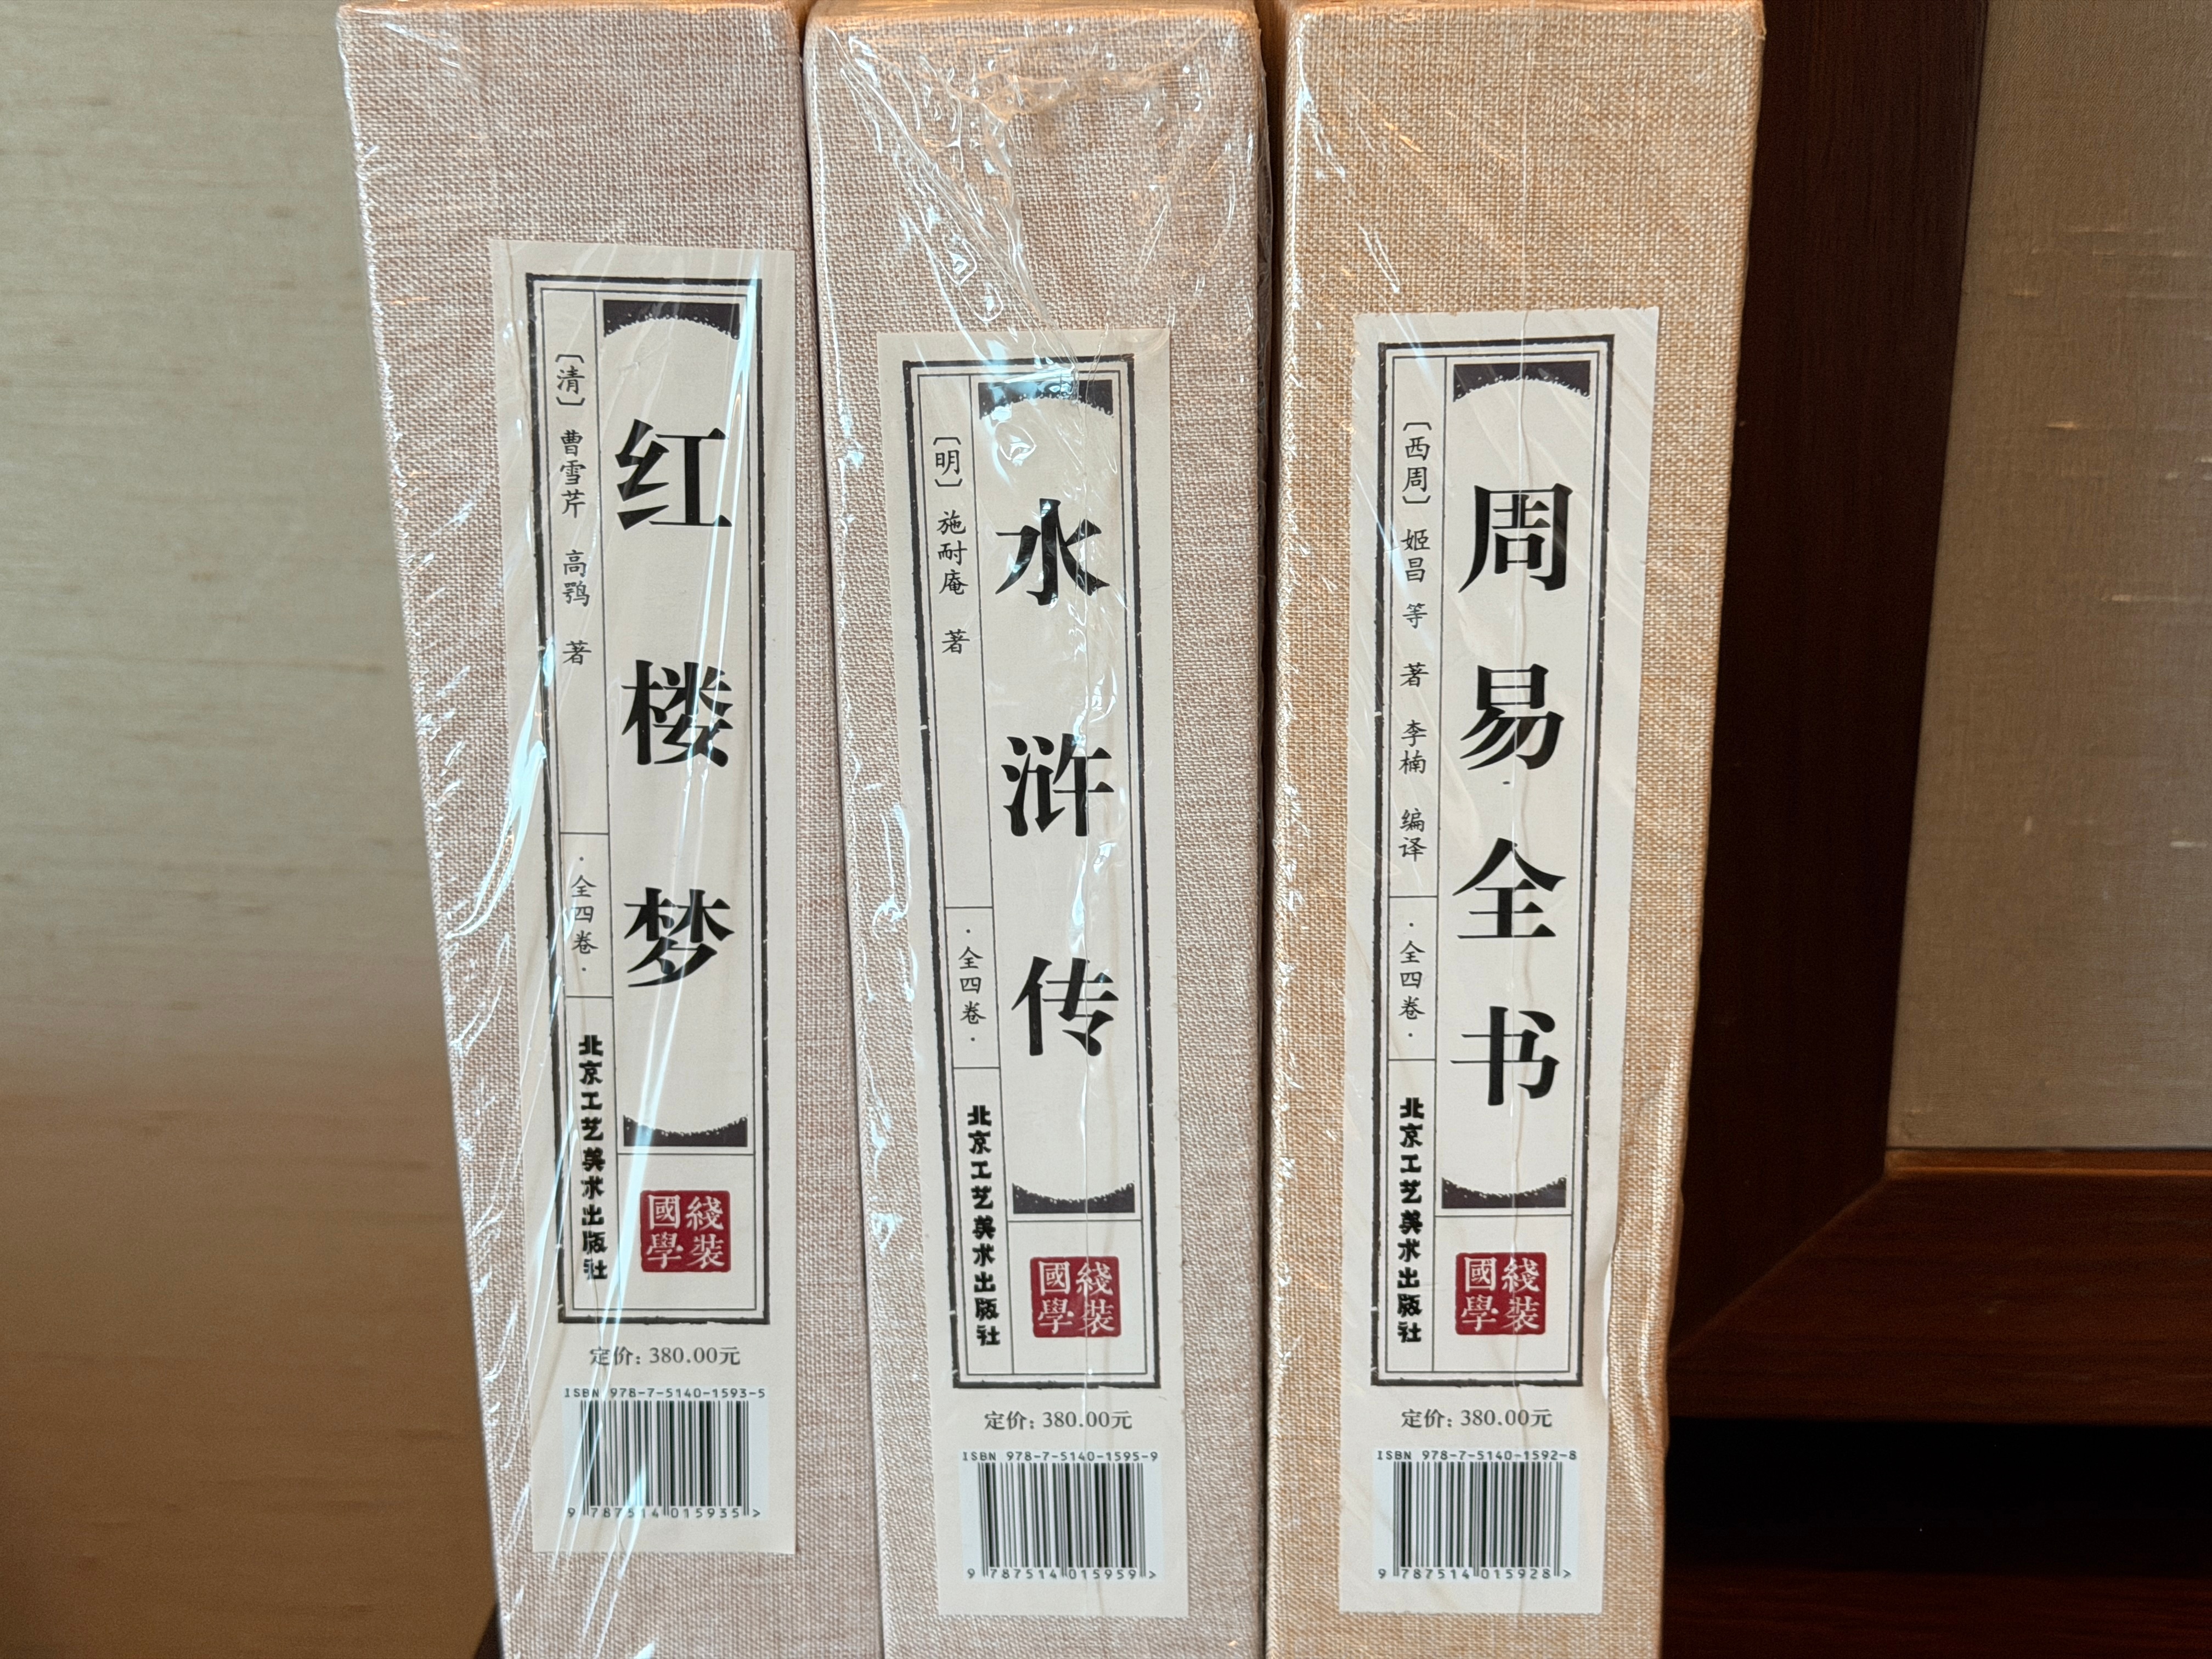 红楼梦
〔清〕 曹雪芹 高鹗 著
·全四卷·
北京工艺美术出版社
綫装
國學
定价: 380.00元
ISBN 978-7-5140-1593-5
9 787514 015935 >
水浒传
〔明〕 施耐庵 著
·全四卷·
北京工艺美术出版社
綫装
國學
定价: 380.00元
ISBN 978-7-5140-1595-9
9 787514 015959 >
周易全书
〔西周〕 姬昌 等 著 李楠 编译
·全四卷·
北京工艺美术出版社
綫装
國學
定价: 380.00元
ISBN 978-7-5140-1592-8
9 787514 015928 >